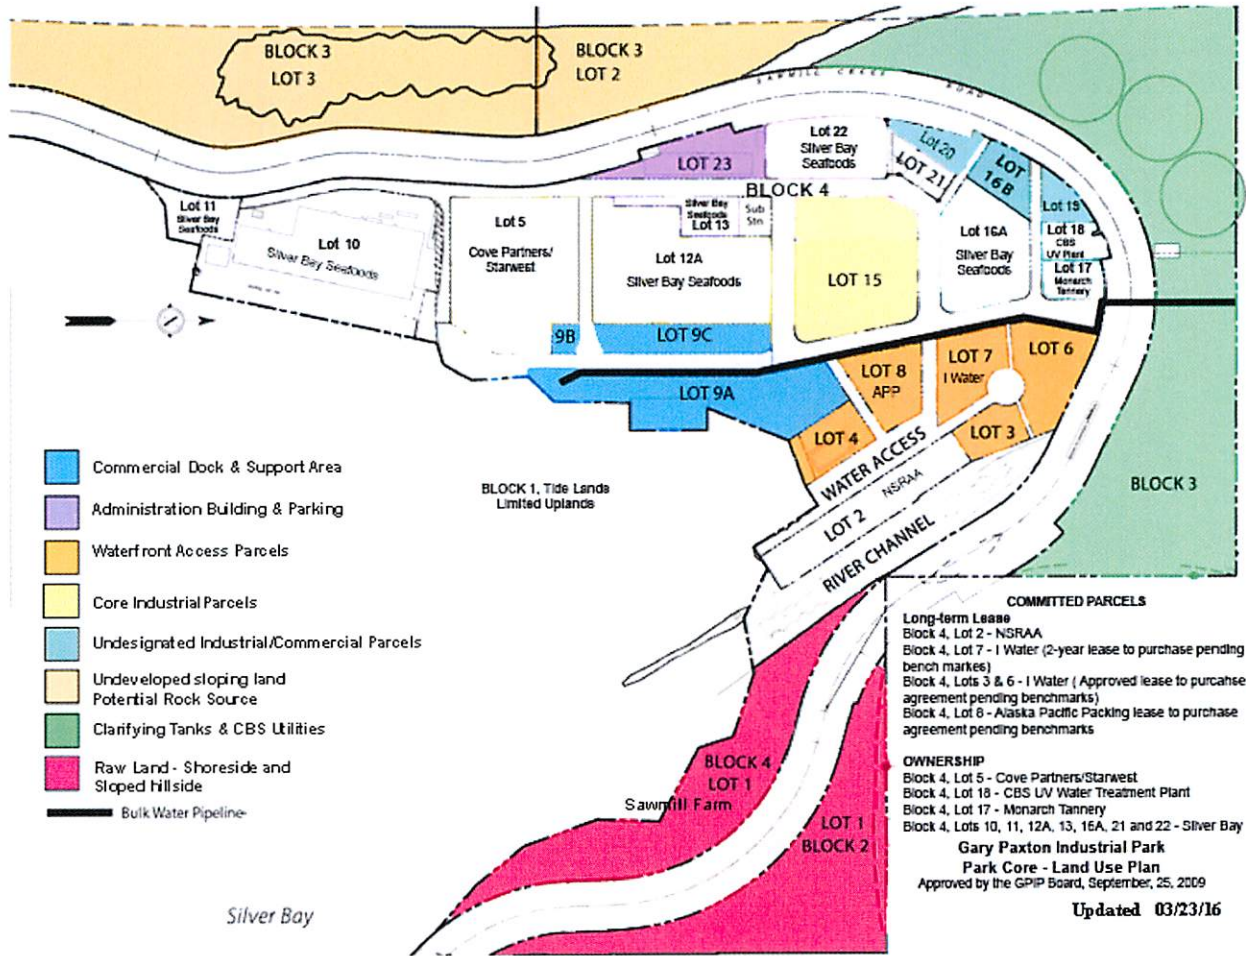 BLOCK 3
LOT 3
BLOCK 3
LOT 2
SAWMILL CREEK ROAD
Lot 22
Silver Bay
Seafoods
Lot 20
LOT 23
LOT 21
LOT
16B
BLOCK 4
Lot 19
Lot 11
Silver Bay
Seafoods
Lot 5
Cove Partners/
Starwest
Silver Bay
Seafoods
Lot 13
Sub
Stn
Lot 10
Silver Bay Seafoods
Lot 12A
Silver Bay Seafoods
LOT 15
Lot 16A
Silver Bay
Seafoods
Lot 18
CBS
UV Plant
Lot 17
Monarch
Tannery
9B
LOT 9C
LOT 9A
LOT 8
APP
LOT 7
I Water
LOT 6
LOT 4
LOT 3
WATER ACCESS
NSRAA
LOT 2
RIVER CHANNEL
BLOCK 3
BLOCK 1, Tide Lands
Limited Uplands
Commercial Dock & Support Area
Administration Building & Parking
Waterfront Access Parcels
Core Industrial Parcels
Undesignated Industrial/Commercial Parcels
Undeveloped sloping land
Potential Rock Source
Clarifying Tanks & CBS Utilities
Raw Land - Shoreside and
Sloped hillside
Bulk Water Pipeline
BLOCK 4
LOT 1
Sawmill Farm
LOT 1
BLOCK 2
Silver Bay
COMMITTED PARCELS
Long-term Lease
Block 4, Lot 2 - NSRAA
Block 4, Lot 7 - I Water (2-year lease to purchase pending
bench markes)
Block 4, Lots 3 & 6 - I Water ( Approved lease to purcahse
agreement pending benchmarks)
Block 4, Lot 8 - Alaska Pacific Packing lease to purchase
agreement pending benchmarks
OWNERSHIP
Block 4, Lot 5 - Cove Partners/Starwest
Block 4, Lot 18 - CBS UV Water Treatment Plant
Block 4, Lot 17 - Monarch Tannery
Block 4, Lots 10, 11, 12A, 13, 16A, 21 and 22 - Silver Bay
Gary Paxton Industrial Park
Park Core - Land Use Plan
Approved by the GPIP Board, September, 25, 2009
Updated 03/23/16